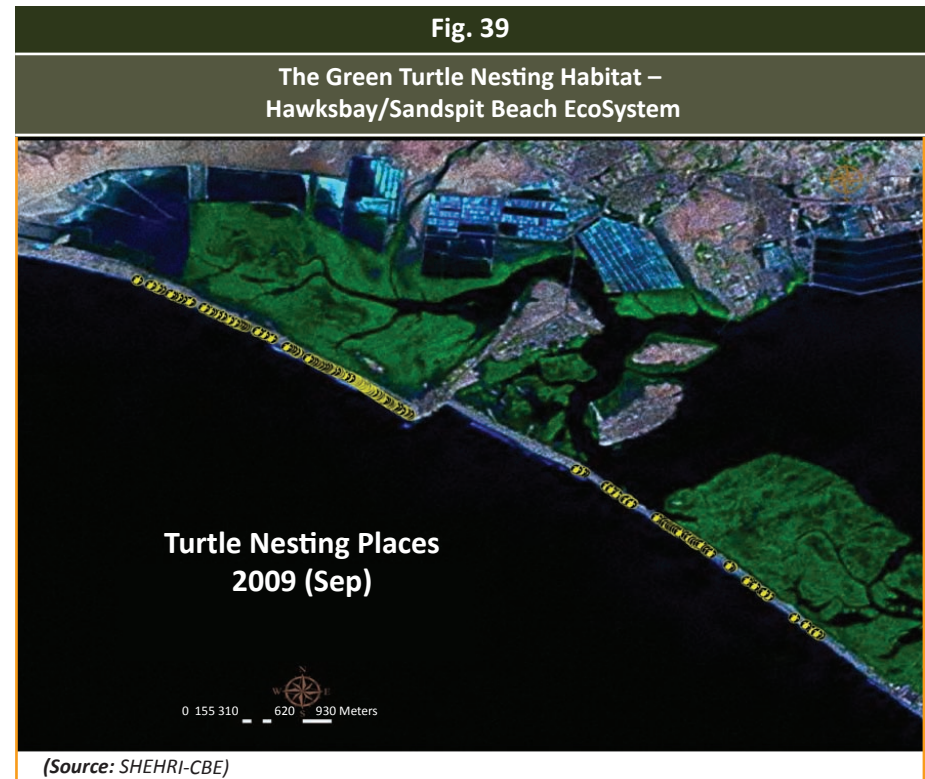 Fig. 39
The Green Turtle Nesting Habitat –
Hawksbay/Sandspit Beach EcoSystem
Turtle Nesting Places
2009 (Sep)
N
W E
S
0 155 310 620 930 Meters
(Source: SHEHRI-CBE)